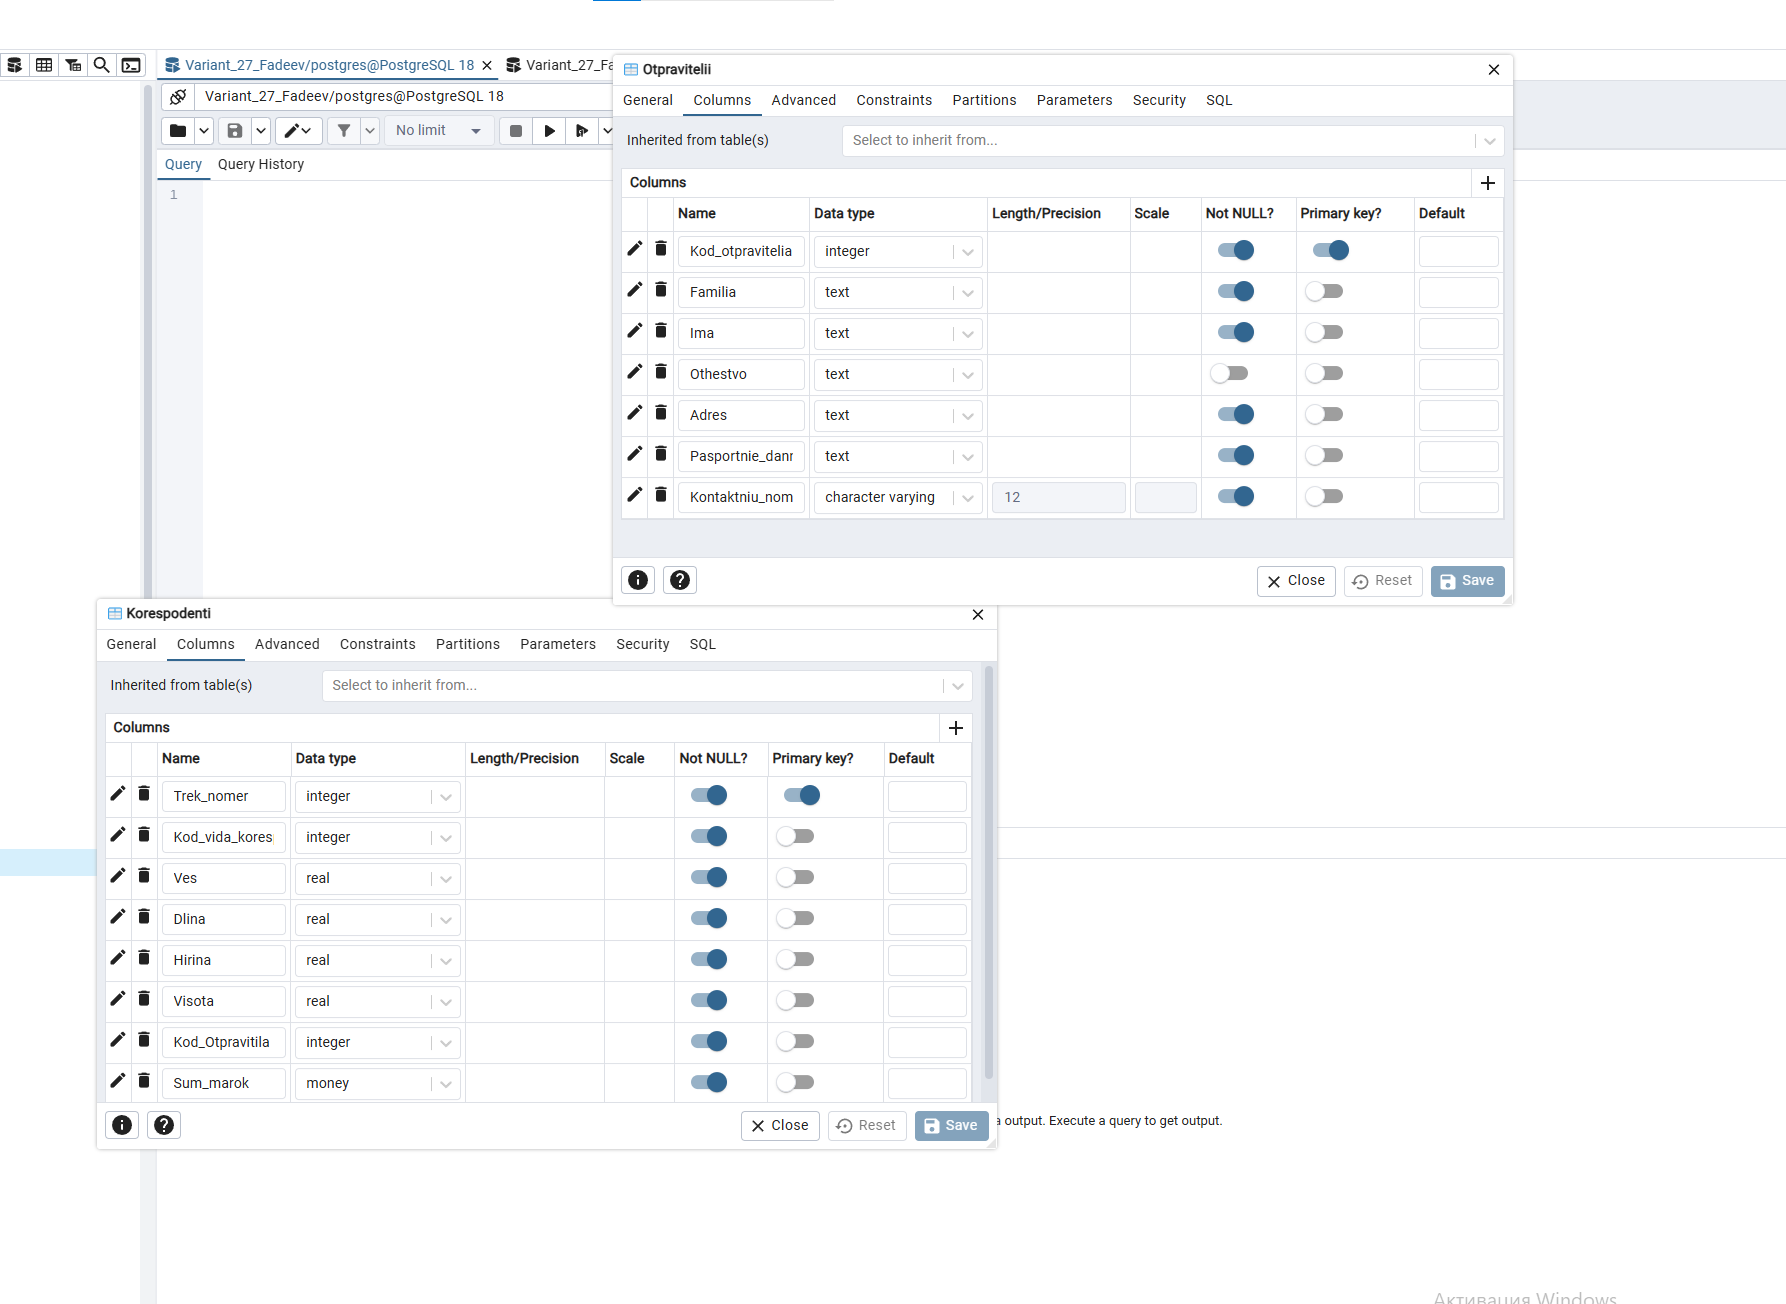 Variant_27_Fadeev/postgres@PostgreSQL 18
Variant_27_Fa
Variant_27_Fadeev/postgres@PostgreSQL 18
No limit
Query
Query History
1
Otpravitelii
General Columns Advanced Constraints Partitions Parameters Security SQL
Inherited from table(s)
Select to inherit from...
Columns
Name Data type Length/Precision Scale Not NULL? Primary key? Default
Kod_otpravitelia integer
Familia text
Ima text
Othestvo text
Adres text
Pasportnie_danr text
Kontaktniu_nom character varying 12
Close Reset Save
Korespodenti
General Columns Advanced Constraints Partitions Parameters Security SQL
Inherited from table(s)
Select to inherit from...
Columns
Name Data type Length/Precision Scale Not NULL? Primary key? Default
Trek_nomer integer
Kod_vida_kores integer
Ves real
Dlina real
Hirina real
Visota real
Kod_Otpravitila integer
Sum_marok money
Close Reset Save
a output. Execute a query to get output.
Активация Windows